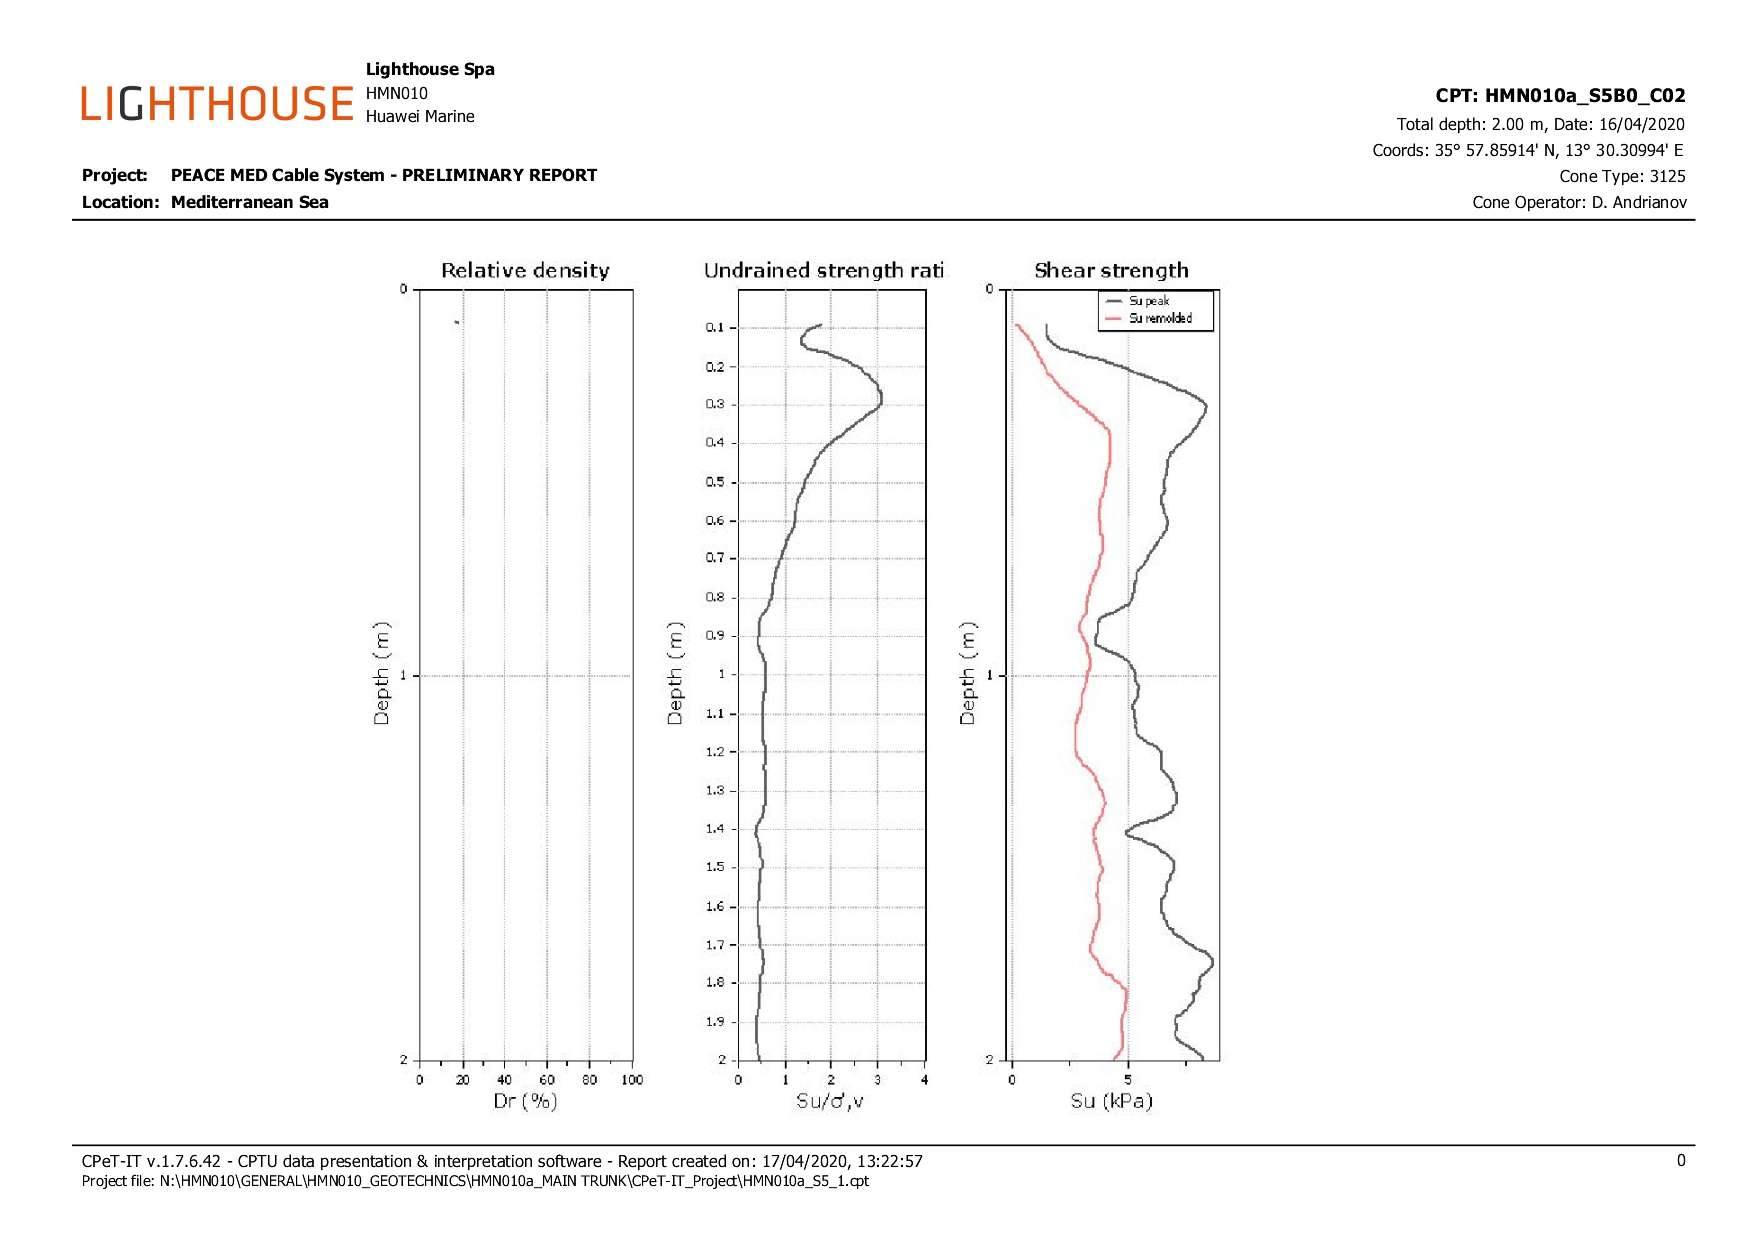 LIGHTHOUSE
Lighthouse Spa
HMN010
Huawei Marine
Project: PEACE MED Cable System - PRELIMINARY REPORT
Location: Mediterranean Sea
CPT: HMN010a_S5B0_C02
Total depth: 2.00 m, Date: 16/04/2020
Coords: 35° 57.85914' N, 13° 30.30994' E
Cone Type: 3125
Cone Operator: D. Andrianov
Relative density
0
1
2
Depth (m)
0 20 40 60 80 100
Dr (%)
Undrained strength rati
0.1
0.2
0.3
0.4
0.5
0.6
0.7
0.8
0.9
1
1.1
1.2
1.3
1.4
1.5
1.6
1.7
1.8
1.9
2
Depth (m)
0 1 2 3 4
Su/σ',v
Shear strength
Su peak
Su remolded
0
1
2
Depth (m)
0 5
Su (kPa)
CPeT-IT v.1.7.6.42 - CPTU data presentation & interpretation software - Report created on: 17/04/2020, 13:22:57
0
Project file: N:\HMN010\GENERAL\HMN010_GEOTECHNICS\HMN010a_MAIN TRUNK\CPeT-IT_Project\HMN010a_S5_1.cpt